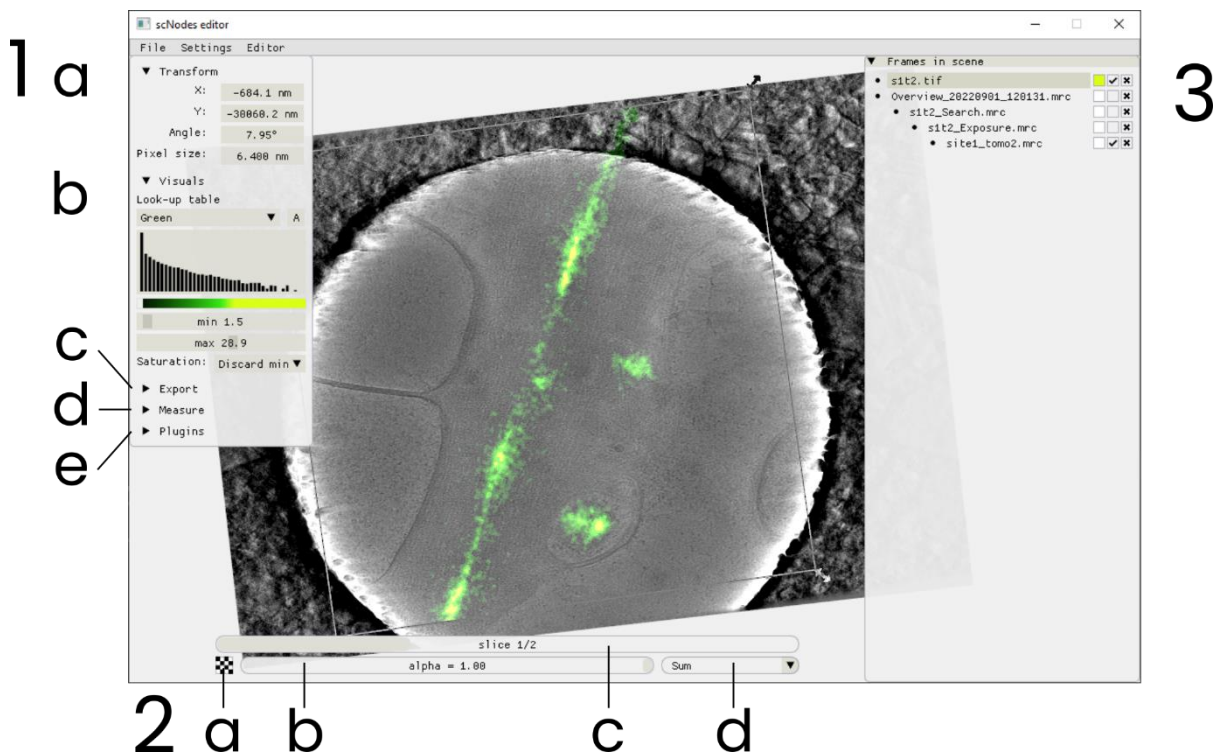 scNodes editor
File Settings Editor
1
a
b
c
d
e
Transform
X: -684.1 nm
Y: -38060.2 nm
Angle: 7.95°
Pixel size: 6.400 nm
Visuals
Look-up table
Green A
min 1.5
max 28.9
Saturation: Discard min
Export
Measure
Plugins
slice 1/2
alpha = 1.00 Sum
2 a b c d
3
Frames in scene
s1t2.tif
Overview_20220901_120131.mrc
s1t2_Search.mrc
s1t2_Exposure.mrc
site1_tomo2.mrc